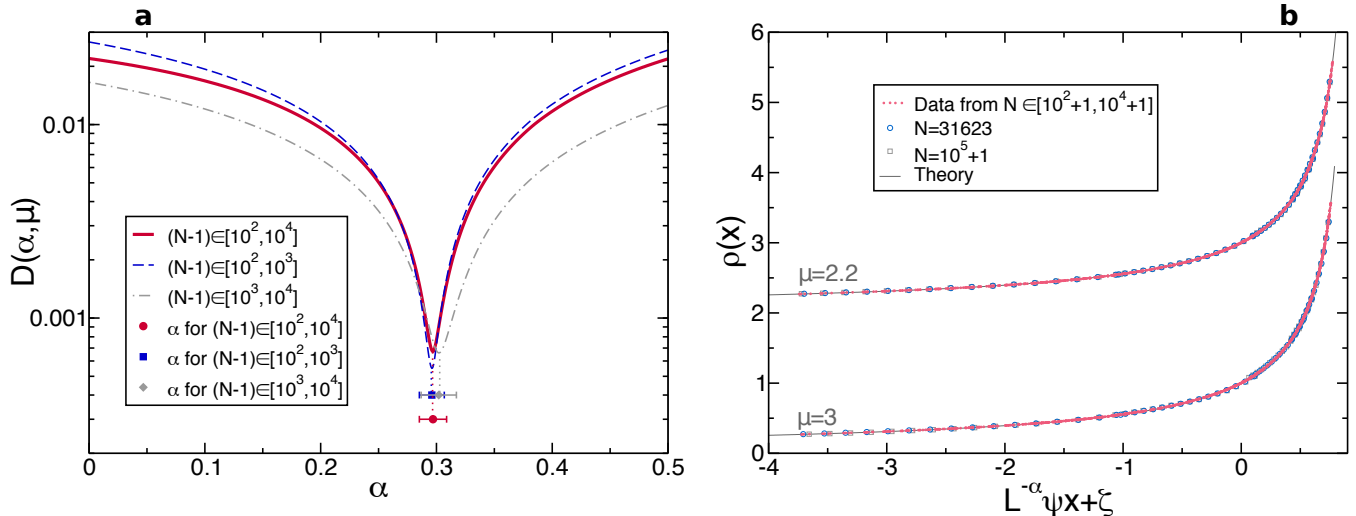 a
D(α,μ)
0.01
0.001
(N-1)∈[10²,10⁴]
(N-1)∈[10²,10³]
(N-1)∈[10³,10⁴]
α for (N-1)∈[10²,10⁴]
α for (N-1)∈[10²,10³]
α for (N-1)∈[10³,10⁴]
0 0.1 0.2 0.3 0.4 0.5
α
b
ρ(x)
6
5
4
3
2
1
0
Data from N ∈[10²+1,10⁴+1]
N=31623
N=10⁵+1
Theory
μ=2.2
μ=3
-4 -3 -2 -1 0
L^-α ψx+ζ